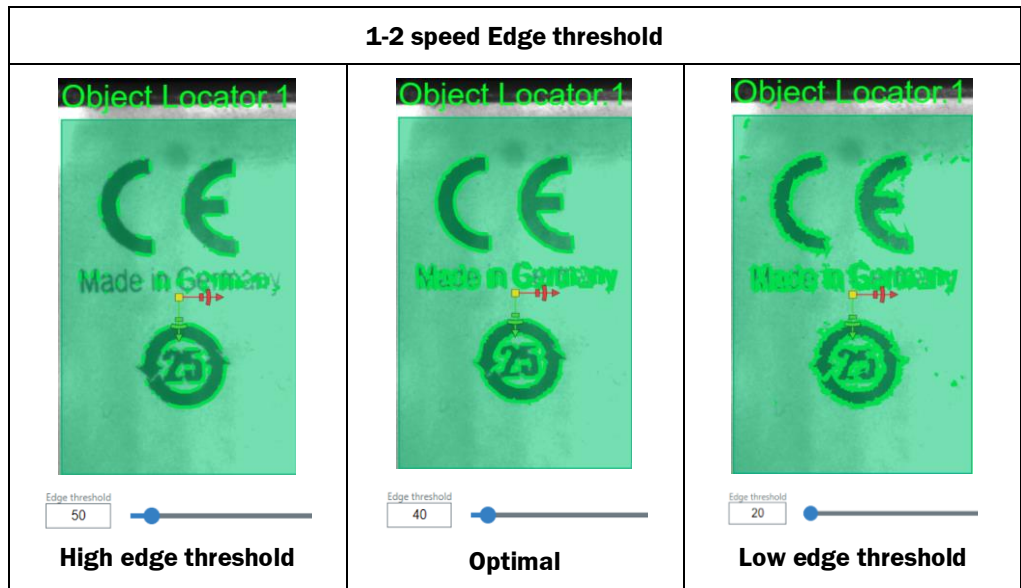 1-2 speed Edge threshold
Object Locator.1
CE
Made in Germany
25
Edge threshold
50
High edge threshold
Object Locator.1
CE
Made in Germany
25
Edge threshold
40
Optimal
Object Locator.1
CE
Made in Germany
25
Edge threshold
20
Low edge threshold